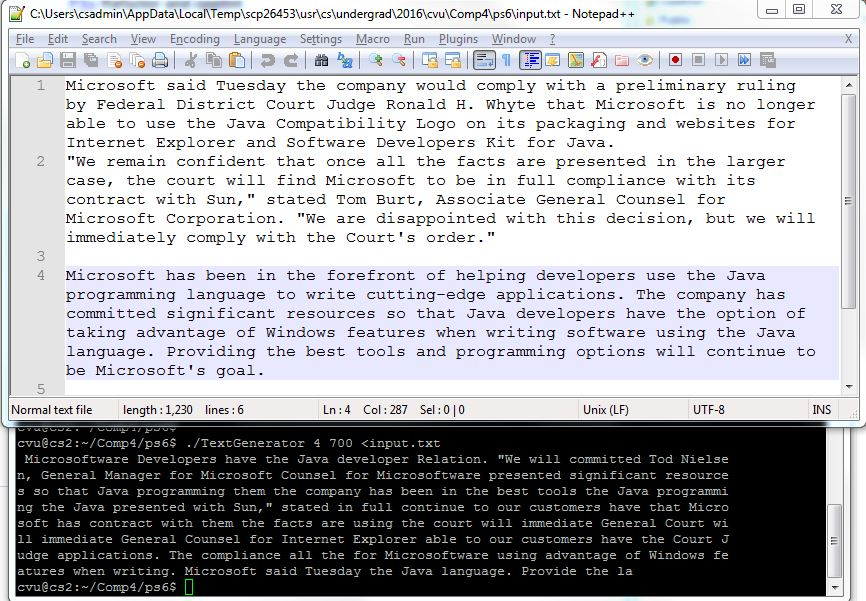 C:\Users\csadmin\AppData\Local\Temp\scp26453\usr\cs\undergrad\2016\cvu\Comp4\ps6\input.txt - Notepad++
File Edit Search View Encoding Language Settings Macro Run Plugins Window ? X
1 Microsoft said Tuesday the company would comply with a preliminary ruling
by Federal District Court Judge Ronald H. Whyte that Microsoft is no longer
able to use the Java Compatibility Logo on its packaging and websites for
Internet Explorer and Software Developers Kit for Java.
2 "We remain confident that once all the facts are presented in the larger
case, the court will find Microsoft to be in full compliance with its
contract with Sun," stated Tom Burt, Associate General Counsel for
Microsoft Corporation. "We are disappointed with this decision, but we will
immediately comply with the Court's order."
3
4 Microsoft has been in the forefront of helping developers use the Java
programming language to write cutting-edge applications. The company has
committed significant resources so that Java developers have the option of
taking advantage of Windows features when writing software using the Java
language. Providing the best tools and programming options will continue to
be Microsoft's goal.
5
Normal text file length : 1,230 lines : 6 Ln : 4 Col : 287 Sel : 0 | 0 Unix (LF) UTF-8 INS
cvu@cs2:~/Comp4/ps6$
cvu@cs2:~/Comp4/ps6$ ./TextGenerator 4 700 <input.txt
Microsoftware Developers have the Java developer Relation. "We will committed Tod Nielse
n, General Manager for Microsoft Counsel for Microsoftware presented significant resource
s so that Java programming them the company has been in the best tools the Java programmi
ng the Java presented with Sun," stated in full continue to our customers have that Micro
soft has contract with them the facts are using the court will immediate General Court wi
ll immediate General Counsel for Internet Explorer able to our customers have the Court J
udge applications. The compliance all the for Microsoftware using advantage of Windows fe
atures when writing. Microsoft said Tuesday the Java language. Provide the la
cvu@cs2:~/Comp4/ps6$